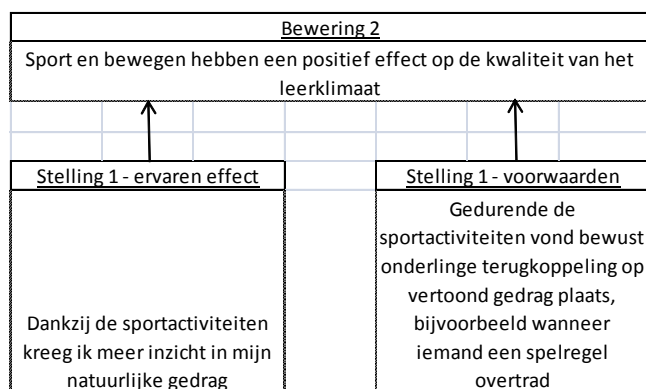 Bewering 2
Sport en bewegen hebben een positief effect op de kwaliteit van het
leerklimaat
Stelling 1 - ervaren effect
Dankzij de sportactiviteiten
kreeg ik meer inzicht in mijn
natuurlijke gedrag
Stelling 1 - voorwaarden
Gedurende de
sportactiviteiten vond bewust
onderlinge terugkoppeling op
vertoond gedrag plaats,
bijvoorbeeld wanneer
iemand een spelregel
overtrad